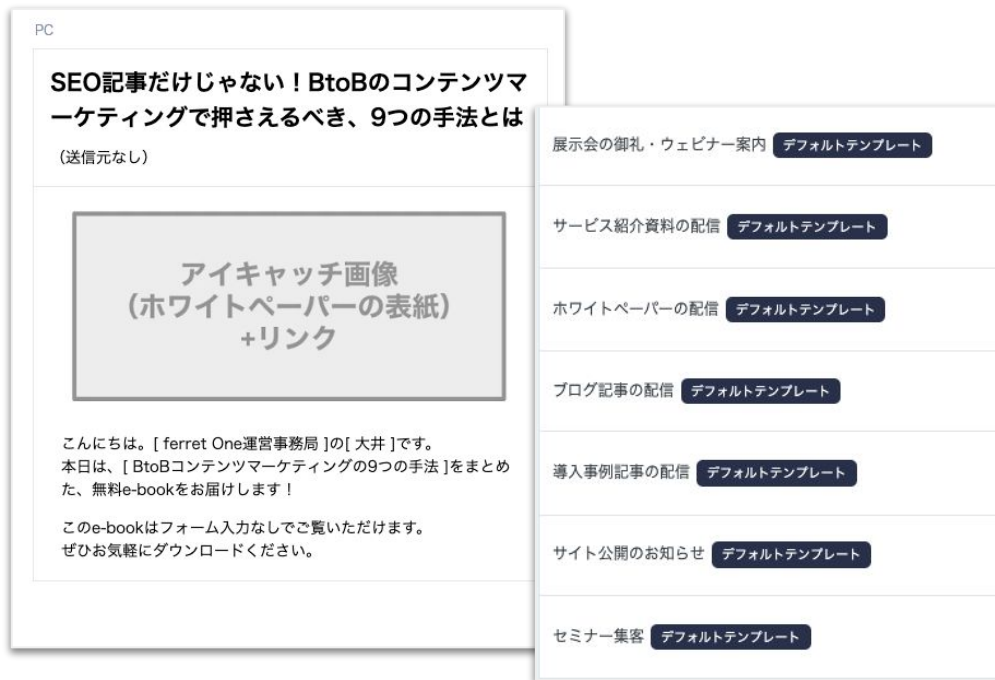 PC
SEO記事だけじゃない！BtoBのコンテンツマ
ーケティングで押さえるべき、9つの手法とは
（送信元なし）
アイキャッチ画像
（ホワイトペーパーの表紙）
+リンク
こんにちは。[ ferret One運営事務局 ]の[ 大井 ]です。
本日は、[ BtoBコンテンツマーケティングの9つの手法 ]をまとめ
た、無料e-bookをお届けします！
このe-bookはフォーム入力なしでご覧いただけます。
ぜひお気軽にダウンロードください。
展示会の御礼・ウェビナー案内 デフォルトテンプレート
サービス紹介資料の配信 デフォルトテンプレート
ホワイトペーパーの配信 デフォルトテンプレート
ブログ記事の配信 デフォルトテンプレート
導入事例記事の配信 デフォルトテンプレート
サイト公開のお知らせ デフォルトテンプレート
セミナー集客 デフォルトテンプレート